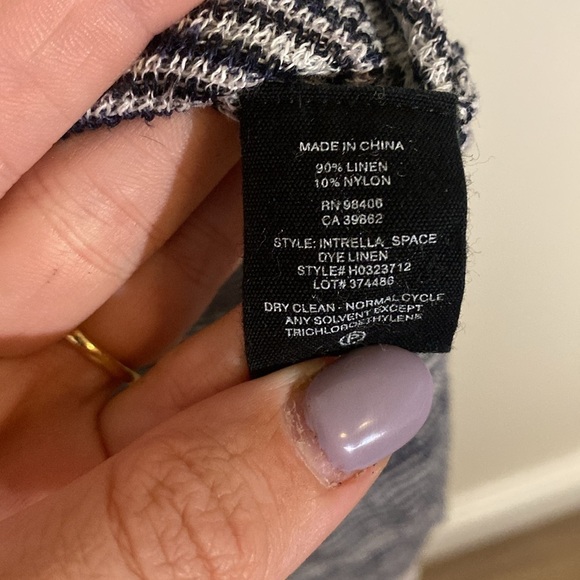 MADE IN CHINA
90% LINEN
10% NYLON
RN 98406
CA 39862
STYLE: INTRELLA_SPACE
DYE LINEN
STYLE# H0323712
LOT# 374486
DRY CLEAN - NORMAL CYCLE
ANY SOLVENT EXCEPT
TRICHLOROETHYLENE
P